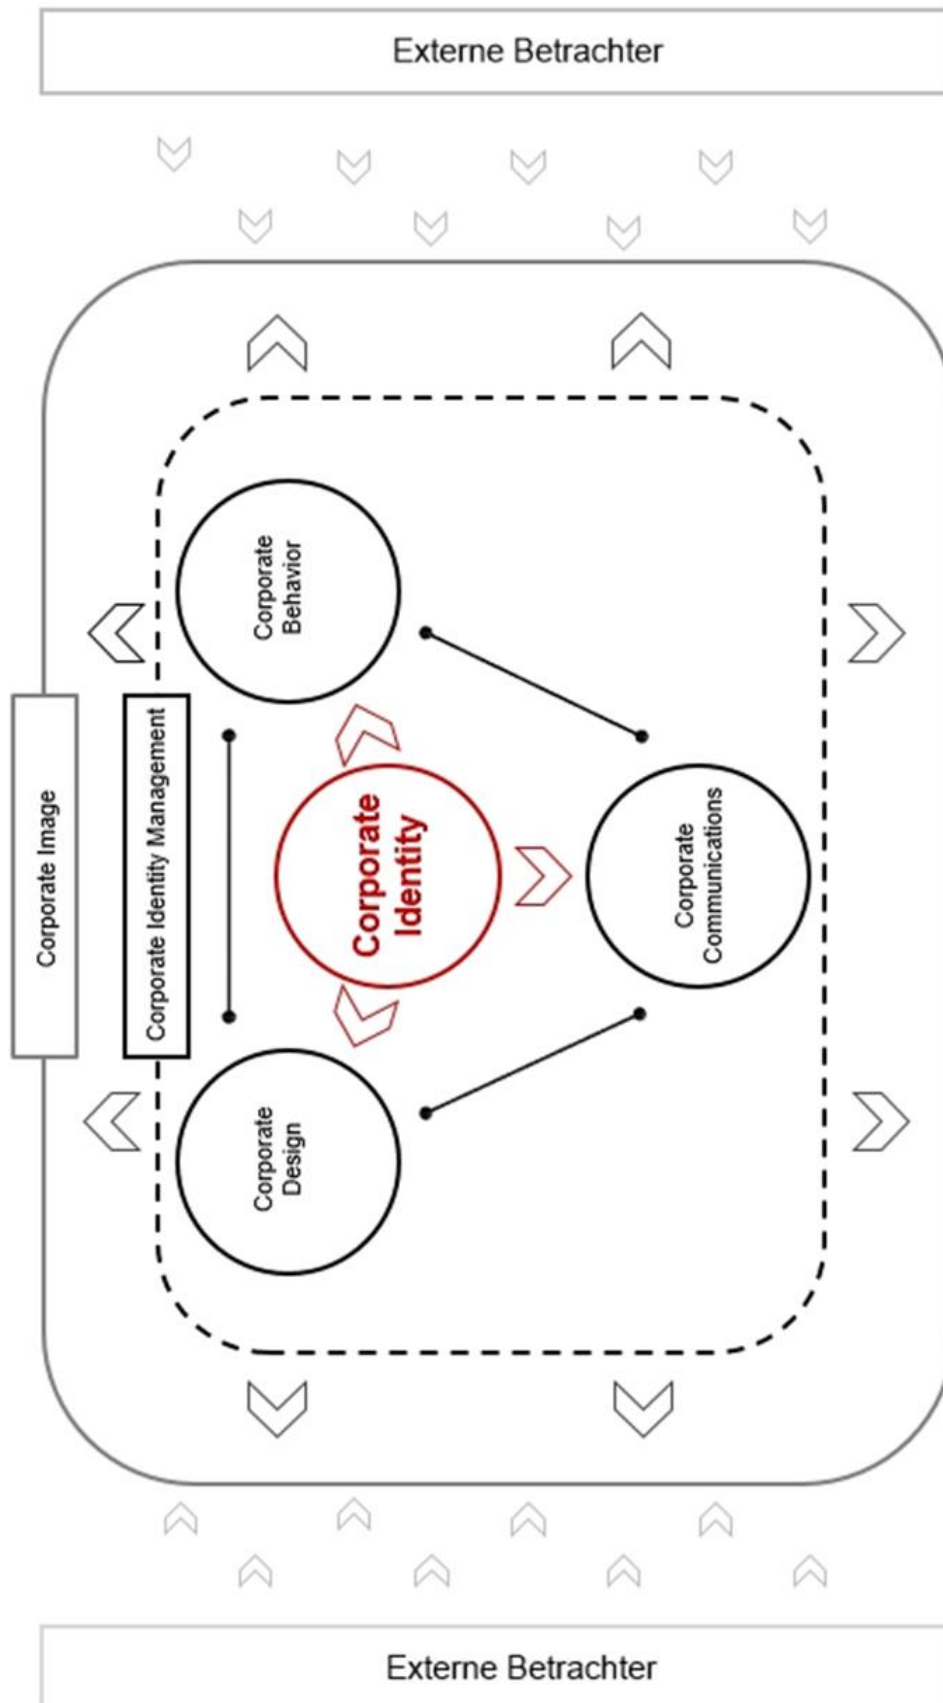 Externe Betrachter
Corporate Image
Corporate Identity Management
Corporate
Behavior
Corporate
Identity
Corporate
Communications
Corporate
Design
Externe Betrachter